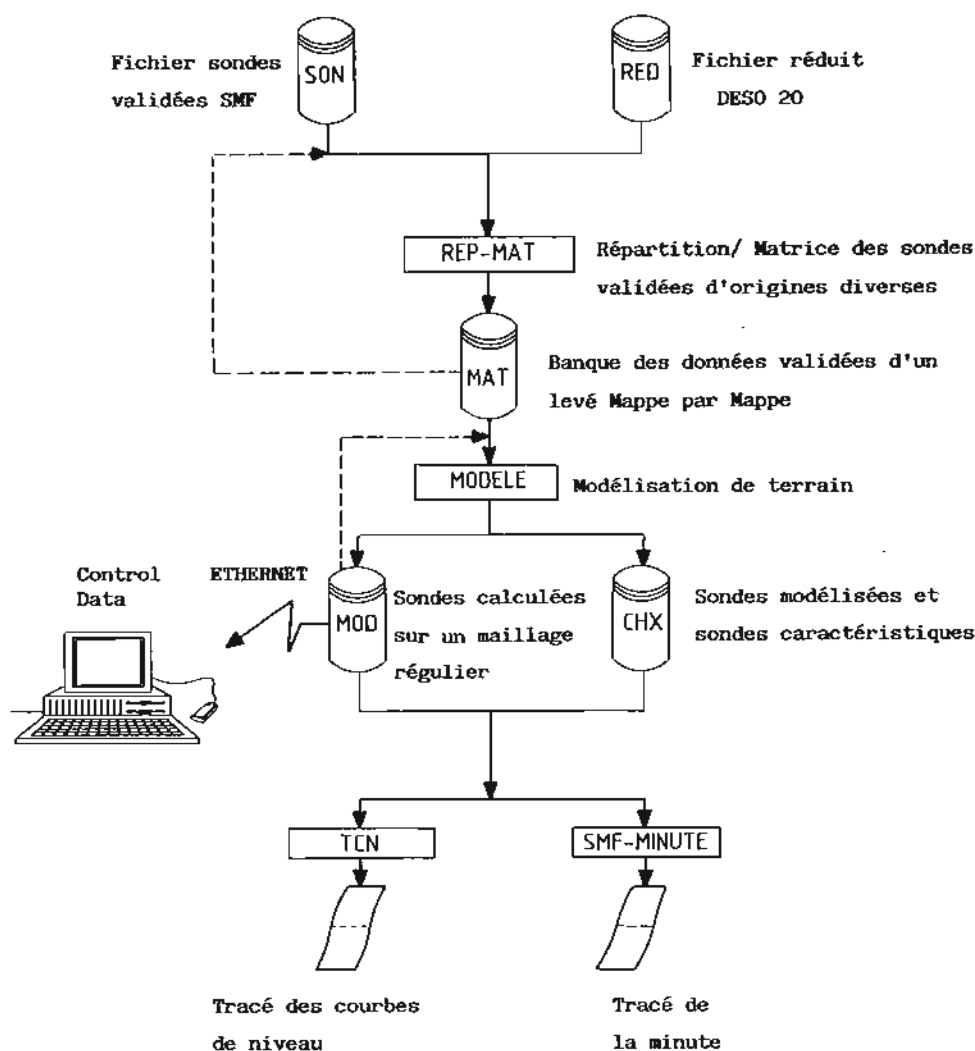 Fichier sondes
validées SMF
SON
RED
Fichier réduit
DESO 20
REP-MAT
Répartition/ Matrice des sondes
validées d'origines diverses
MAT
Banque des données validées d'un
levé Mappe par Mappe
MODELE
Modélisation de terrain
Control
Data
ETHERNET
MOD
Sondes calculées
sur un maillage
régulier
CHX
Sondes modélisées et
sondes caractéristiques
TCN
SMF-MINUTE
Tracé des courbes
de niveau
Tracé de
la minute